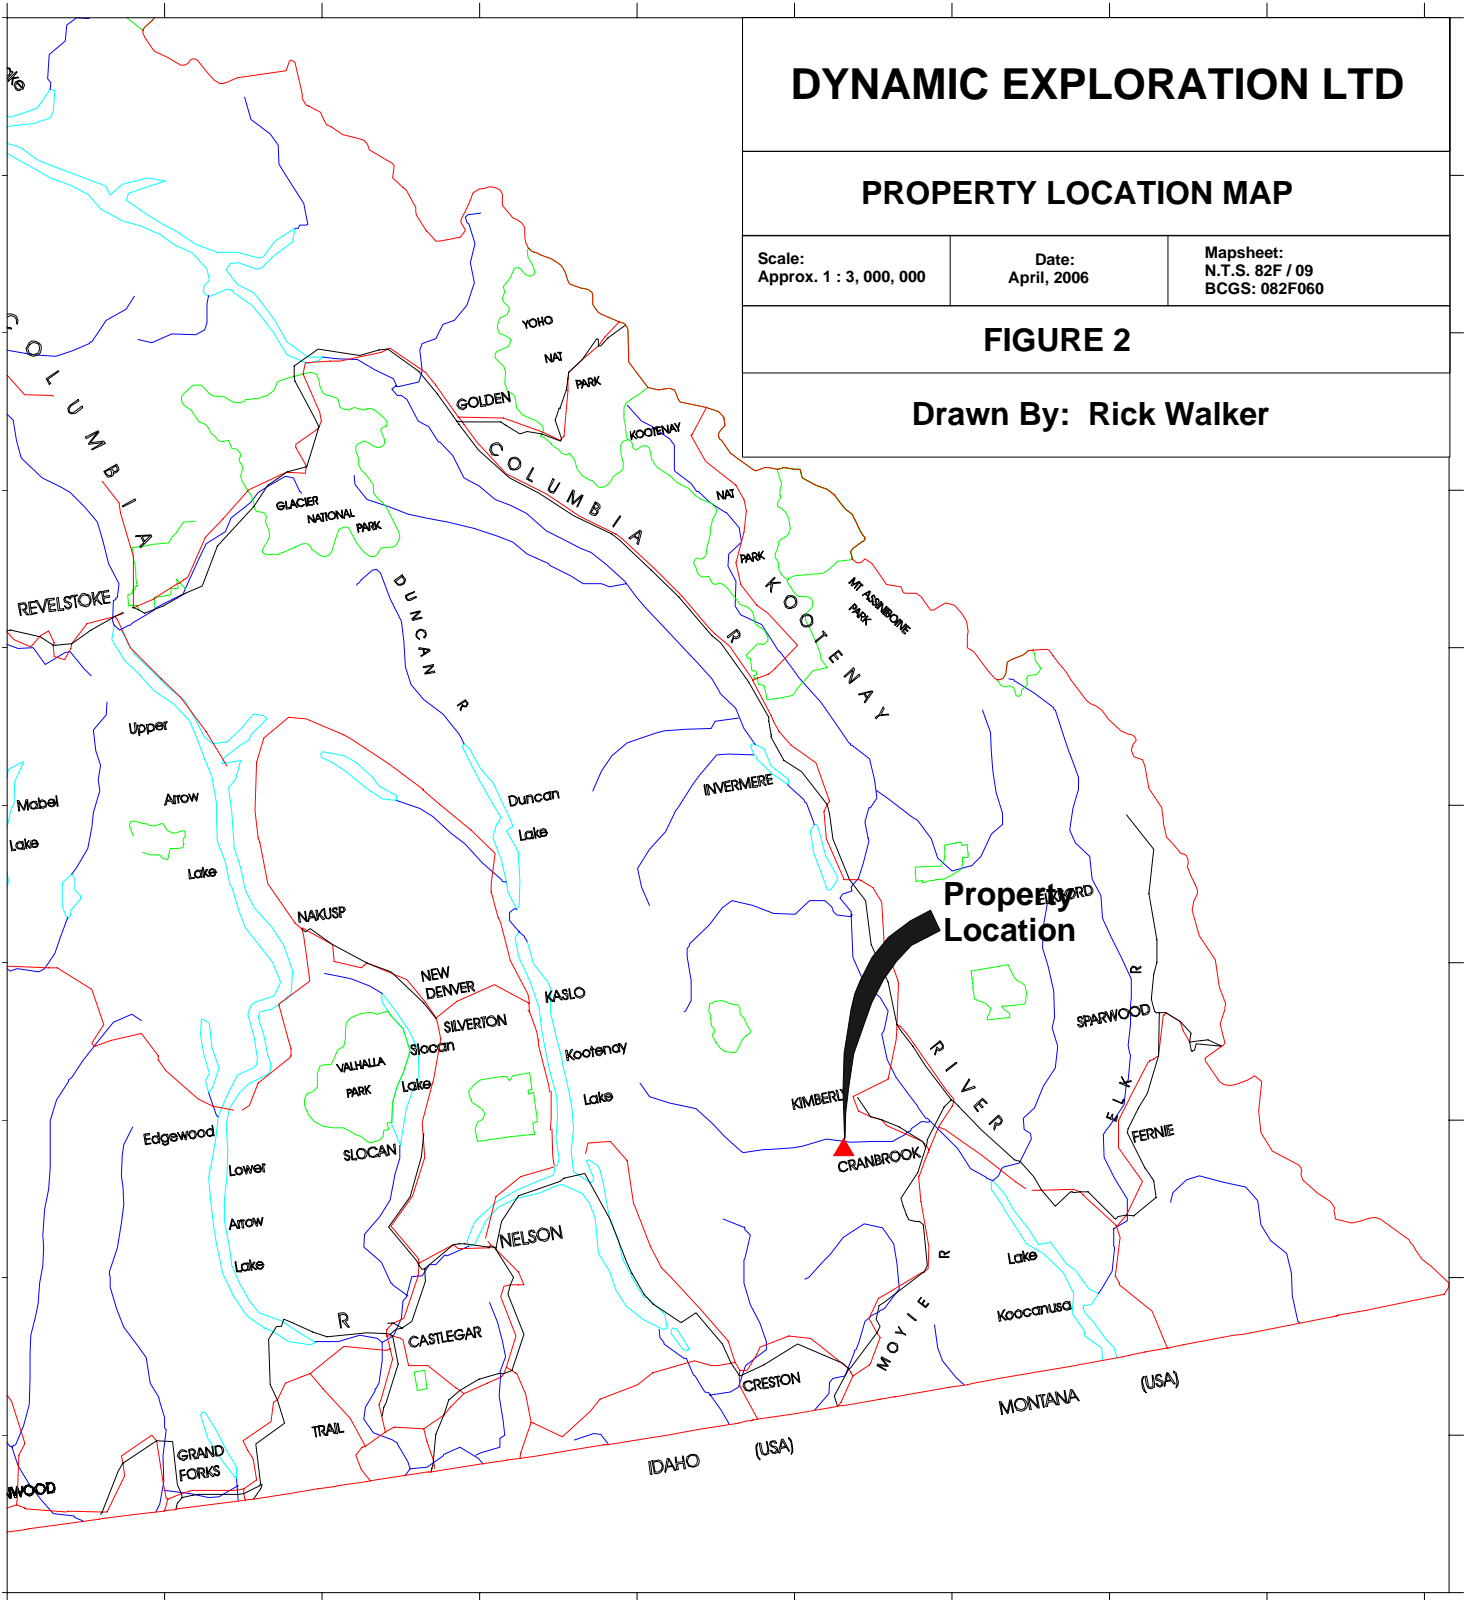 DYNAMIC EXPLORATION LTD
PROPERTY LOCATION MAP
Scale:
Approx. 1 : 3, 000, 000
Date:
April, 2006
Mapsheet:
N.T.S. 82F / 09
BCGS: 082F060
FIGURE 2
Drawn By: Rick Walker
COLUMBIA
YOHO
NAT
PARK
GOLDEN
KOOTENAY
NAT
PARK
COLUMBIA
R
GLACIER
NATIONAL
PARK
KOOTENAY
MT ASSINIBOINE
PARK
REVELSTOKE
DUNCAN R
Upper
Arrow
Lake
Mabel
Lake
Duncan
Lake
INVERMERE
Property
Location
ELKFORD
NAKUSP
NEW
DENVER
SILVERTON
KASLO
Slocan
Lake
Kootenay
Lake
VALHALLA
PARK
SPARWOOD
RIVER
ELK
R
KIMBERLY
FERNIE
Edgewood
SLOCAN
CRANBROOK
Lower
Arrow
Lake
NELSON
Lake
Koocanusa
R
CASTLEGAR
MOYIE
R
CRESTON
MONTANA (USA)
TRAIL
GRAND
FORKS
IDAHO (USA)
NWOOD